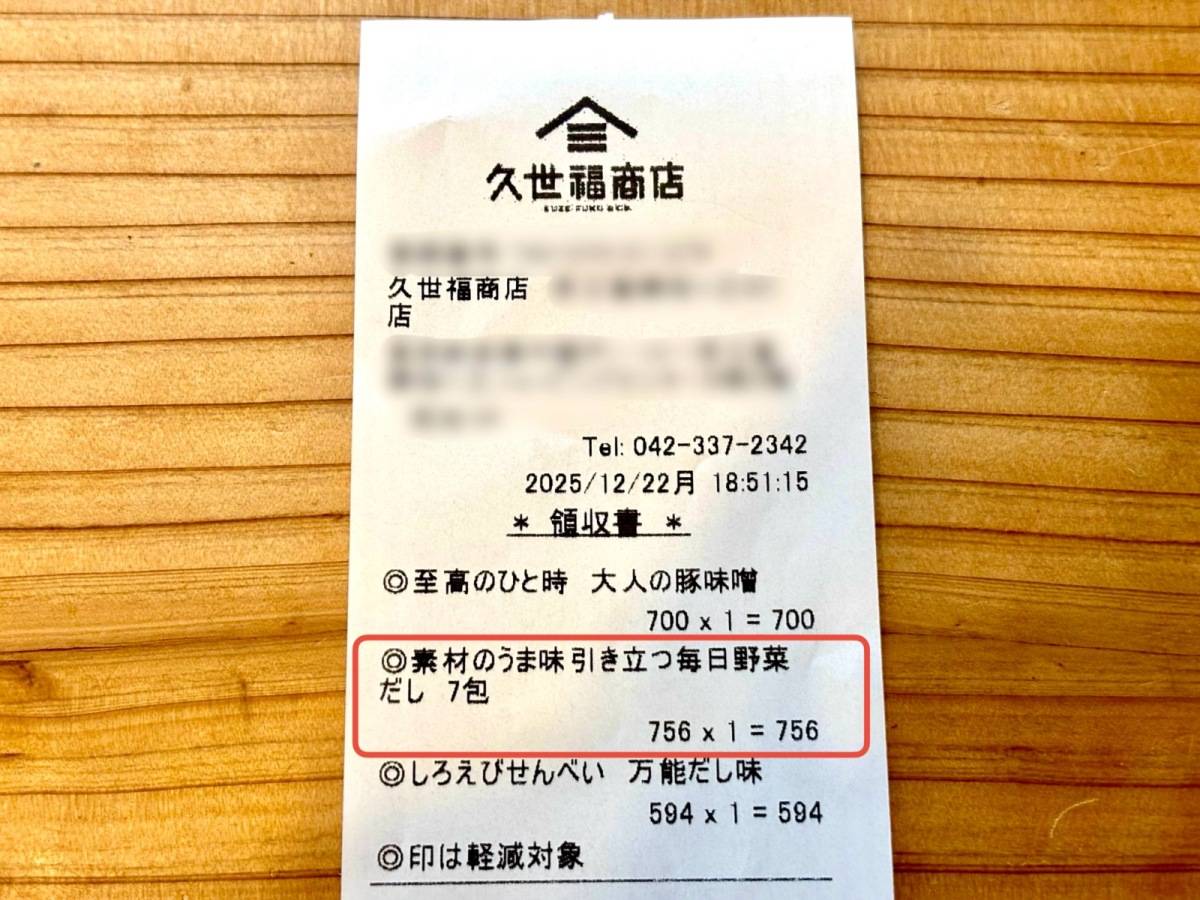 久世福商店
久世福商店
店
Tel: 042-337-2342
2025/12/22月 18:51:15
* 領収書 *
◎至高のひと時 大人の豚味噌
700 x 1 = 700
◎素材のうま味引き立つ毎日野菜
だし 7包
756 x 1 = 756
◎しろえびせんべい 万能だし味
594 x 1 = 594
◎印は軽減対象